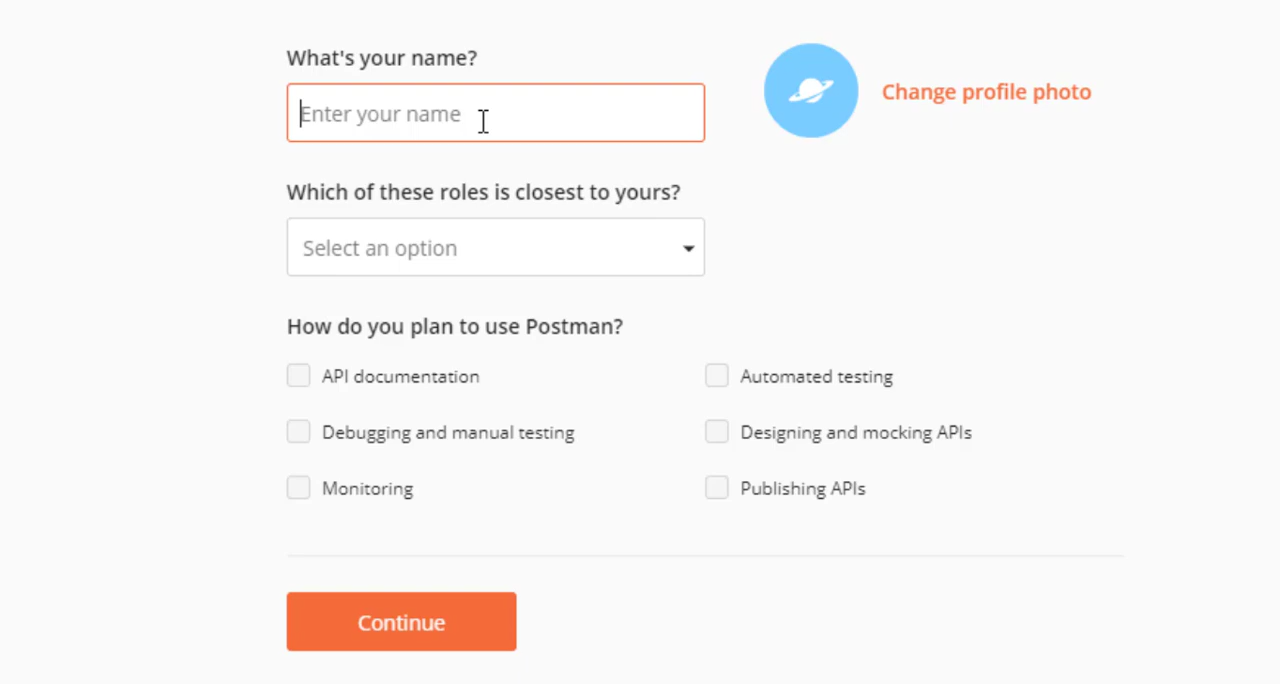 What's your name?
Enter your name
Change profile photo
Which of these roles is closest to yours?
Select an option
How do you plan to use Postman?
API documentation
Automated testing
Debugging and manual testing
Designing and mocking APIs
Monitoring
Publishing APIs
Continue